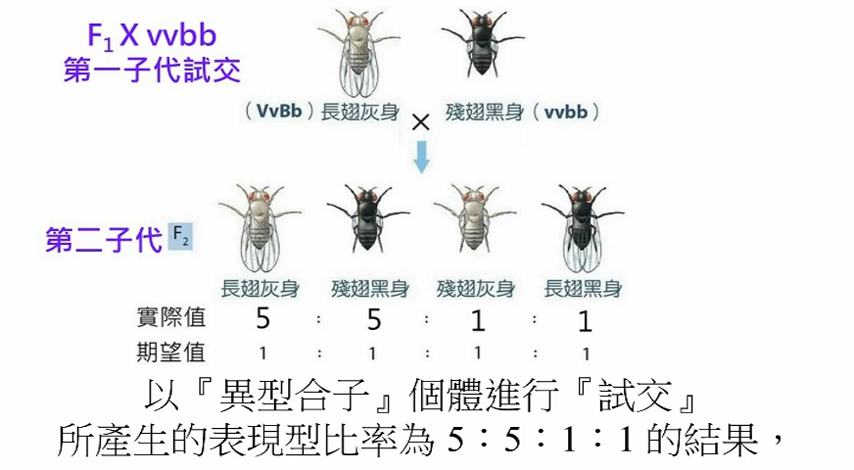 F₁ X vvbb
第一子代試交
（VvBb）長翅灰身 × 殘翅黑身（vvbb）
第二子代 F₂
長翅灰身 殘翅黑身 殘翅灰身 長翅黑身
實際值 5 : 5 : 1 : 1
期望值 1 : 1 : 1 : 1
以『異型合子』個體進行『試交』
所產生的表現型比率為 5：5：1：1 的結果，